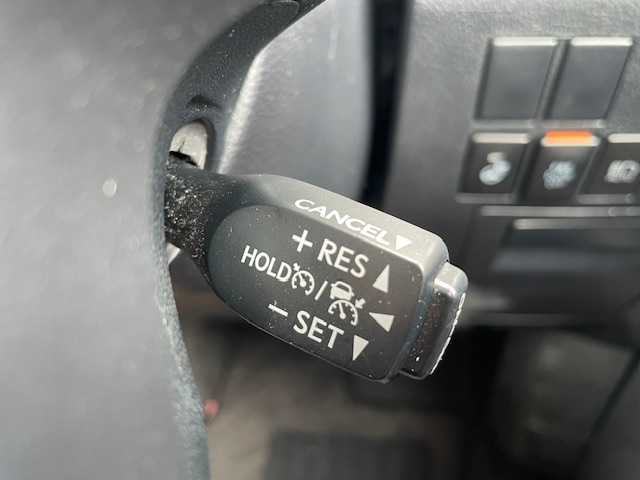 CANCEL▼
+ RES▲
HOLD / ◀
− SET▼